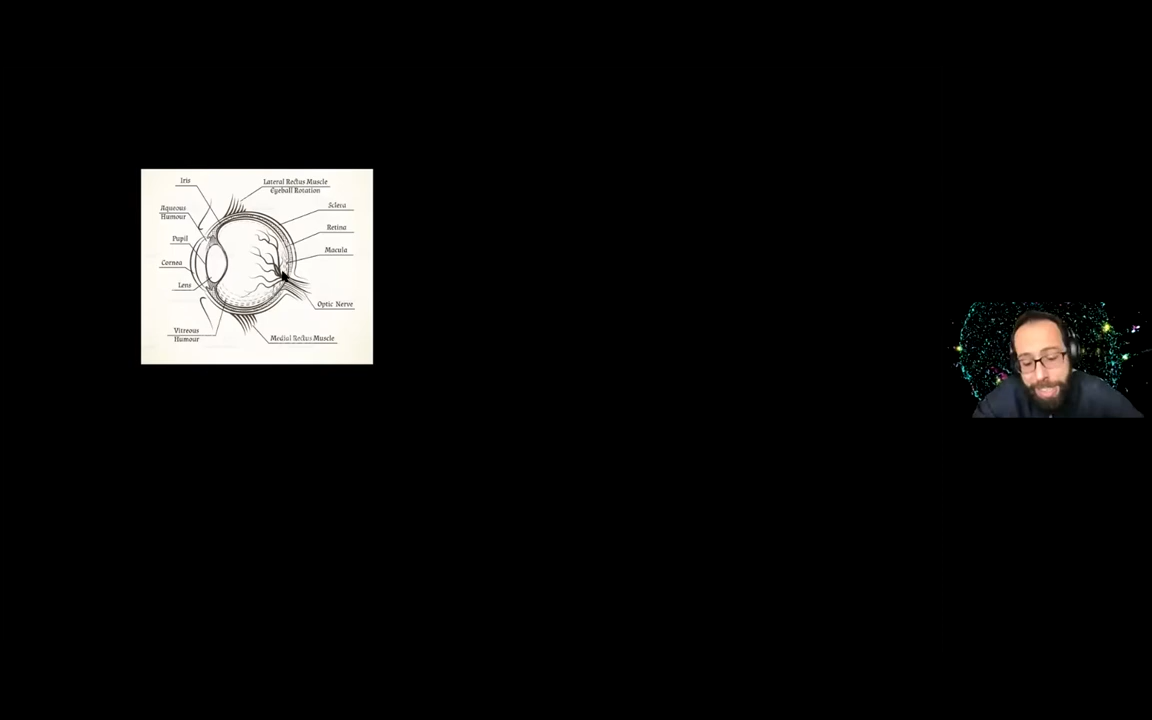 Iris
Lateral Rectus Muscle
Eyeball Rotation
Aqueous
Humour
Sclera
Pupil
Retina
Macula
Cornea
Lens
Optic Nerve
Vitreous
Humour
Medial Rectus Muscle